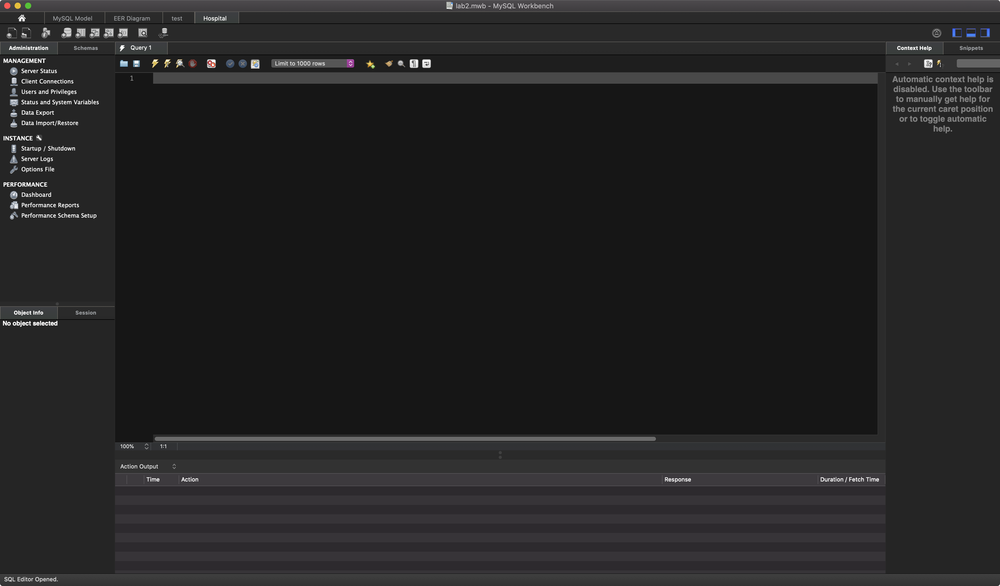 lab2.mwb - MySQL Workbench
MySQL Model
EER Diagram
test
Hospital
Administration
Schemas
Query 1
Context Help
Snippets
Limit to 1000 rows
MANAGEMENT
Server Status
Client Connections
Users and Privileges
Status and System Variables
Data Export
Data Import/Restore
INSTANCE
Startup / Shutdown
Server Logs
Options File
PERFORMANCE
Dashboard
Performance Reports
Performance Schema Setup
1
Automatic context help is
disabled. Use the toolbar
to manually get help for
the current caret position
or to toggle automatic
help.
Object Info
Session
No object selected
100%
1:1
Action Output
Time
Action
Response
Duration / Fetch Time
SQL Editor Opened.